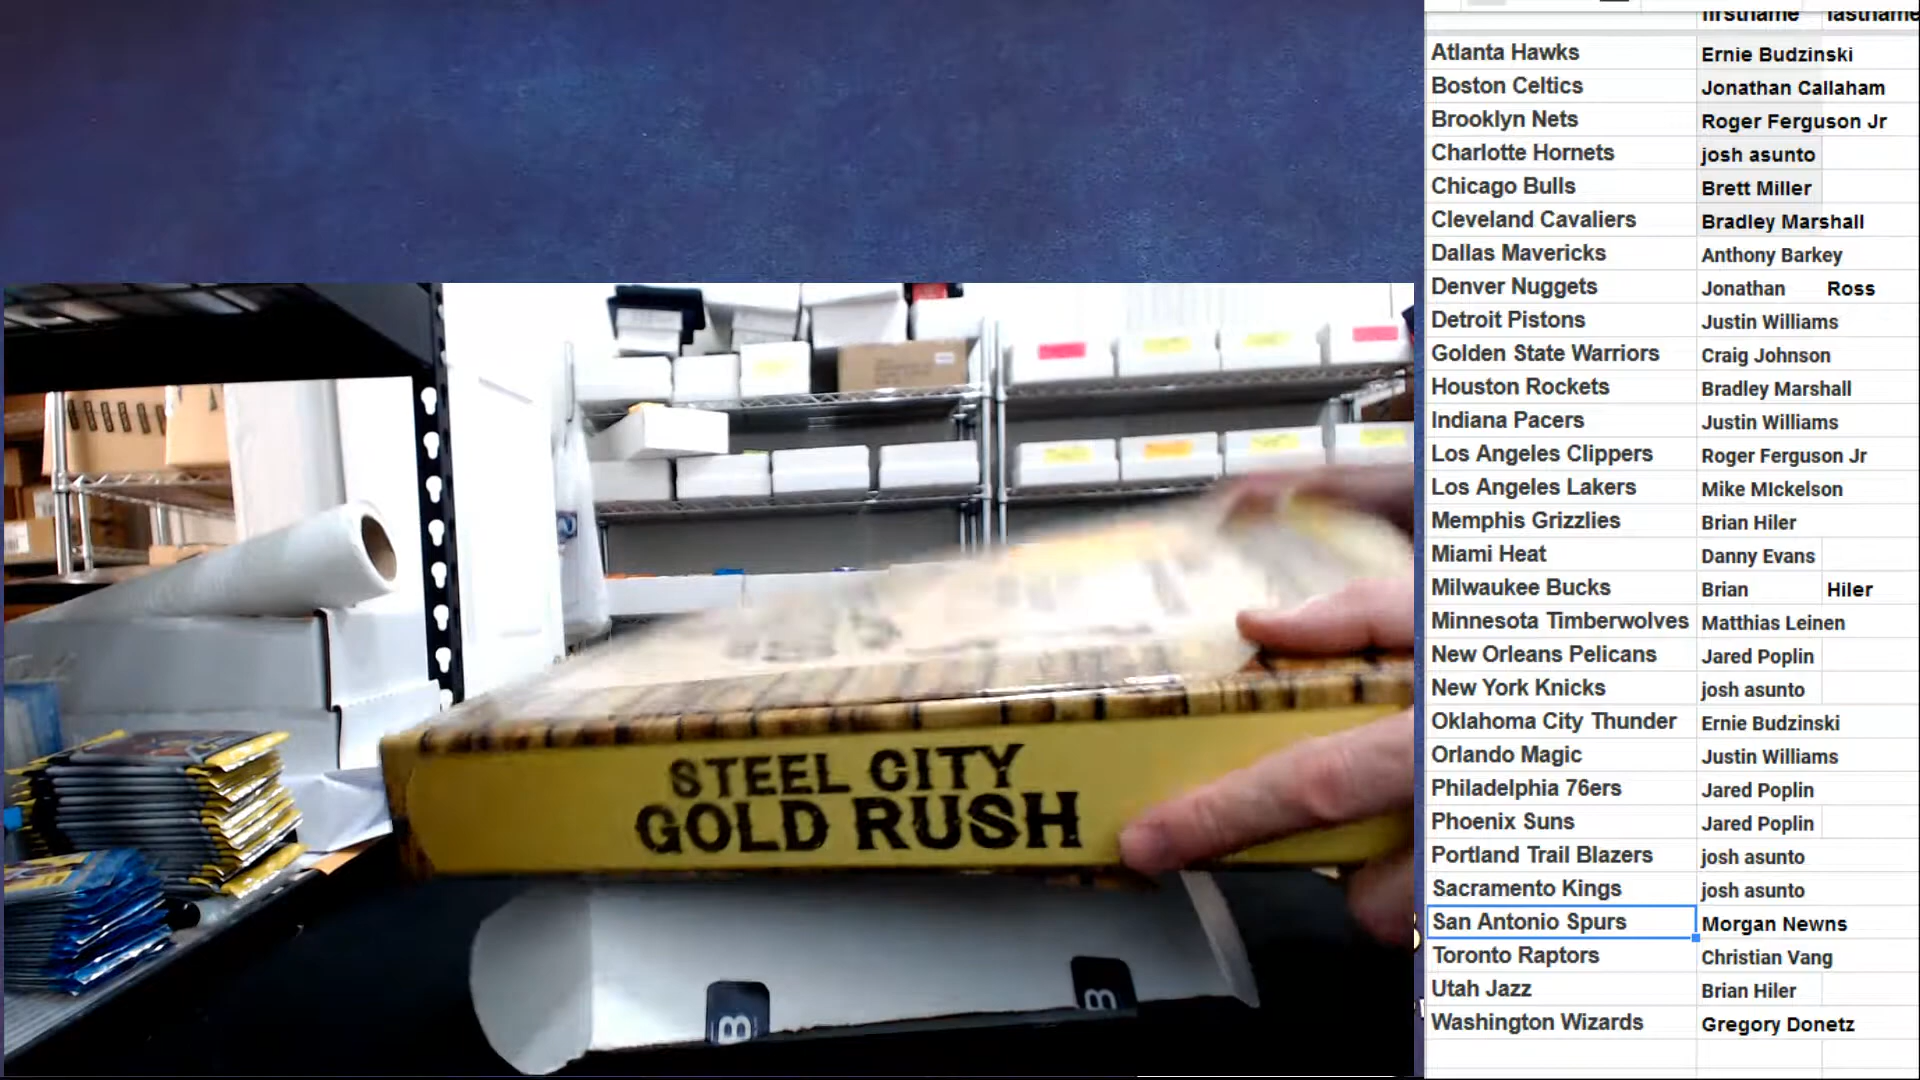 firstname lastname
Atlanta Hawks Ernie Budzinski
Boston Celtics Jonathan Callaham
Brooklyn Nets Roger Ferguson Jr
Charlotte Hornets josh asunto
Chicago Bulls Brett Miller
Cleveland Cavaliers Bradley Marshall
Dallas Mavericks Anthony Barkey
Denver Nuggets Jonathan Ross
Detroit Pistons Justin Williams
Golden State Warriors Craig Johnson
Houston Rockets Bradley Marshall
Indiana Pacers Justin Williams
Los Angeles Clippers Roger Ferguson Jr
Los Angeles Lakers Mike MIckelson
Memphis Grizzlies Brian Hiler
Miami Heat Danny Evans
Milwaukee Bucks Brian Hiler
Minnesota Timberwolves Matthias Leinen
New Orleans Pelicans Jared Poplin
New York Knicks josh asunto
Oklahoma City Thunder Ernie Budzinski
Orlando Magic Justin Williams
Philadelphia 76ers Jared Poplin
Phoenix Suns Jared Poplin
Portland Trail Blazers josh asunto
Sacramento Kings josh asunto
San Antonio Spurs Morgan Newns
Toronto Raptors Christian Vang
Utah Jazz Brian Hiler
Washington Wizards Gregory Donetz
STEEL CITY
GOLD RUSH
B
B